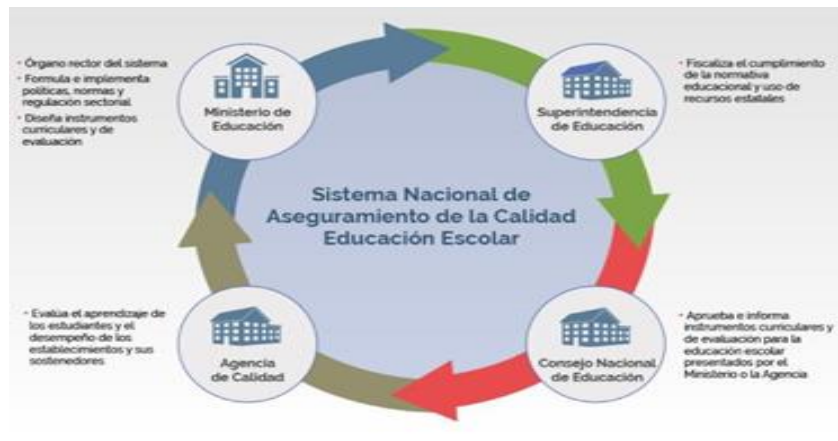 • Órgano rector del sistema
• Formula e implementa
políticas, normas y
regulación sectorial
• Diseña instrumentos
curriculares y de
evaluación
Ministerio de
Educación
Superintendencia
de Educación
• Fiscaliza el cumplimiento
de la normativa
educacional y uso de
recursos estatales
Sistema Nacional de
Aseguramiento de la Calidad
Educación Escolar
• Evalúa el aprendizaje de
los estudiantes y el
desempeño de los
establecimientos y sus
sostenedores
Agencia
de Calidad
Consejo Nacional
de Educación
• Aprueba e informa
instrumentos curriculares y
de evaluación para la
educación escolar
presentados por el
Ministerio o la Agencia